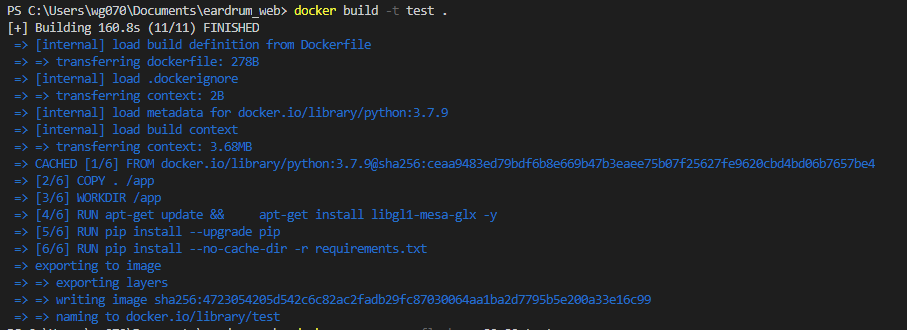 PS C:\Users\wg070\Documents\eardrum_web> docker build -t test .
[+] Building 160.8s (11/11) FINISHED
=> [internal] load build definition from Dockerfile
=> => transferring dockerfile: 278B
=> [internal] load .dockerignore
=> => transferring context: 2B
=> [internal] load metadata for docker.io/library/python:3.7.9
=> [internal] load build context
=> => transferring context: 3.68MB
=> CACHED [1/6] FROM docker.io/library/python:3.7.9@sha256:ceaa9483ed79bdf6b8e669b47b3eaee75b07f25627fe9620cbd4bd06b7657be4
=> [2/6] COPY . /app
=> [3/6] WORKDIR /app
=> [4/6] RUN apt-get update &&     apt-get install libgl1-mesa-glx -y
=> [5/6] RUN pip install --upgrade pip
=> [6/6] RUN pip install --no-cache-dir -r requirements.txt
=> exporting to image
=> => exporting layers
=> => writing image sha256:4723054205d542c6c82ac2fadb29fc87030064aa1ba2d7795b5e200a33e16c99
=> => naming to docker.io/library/test